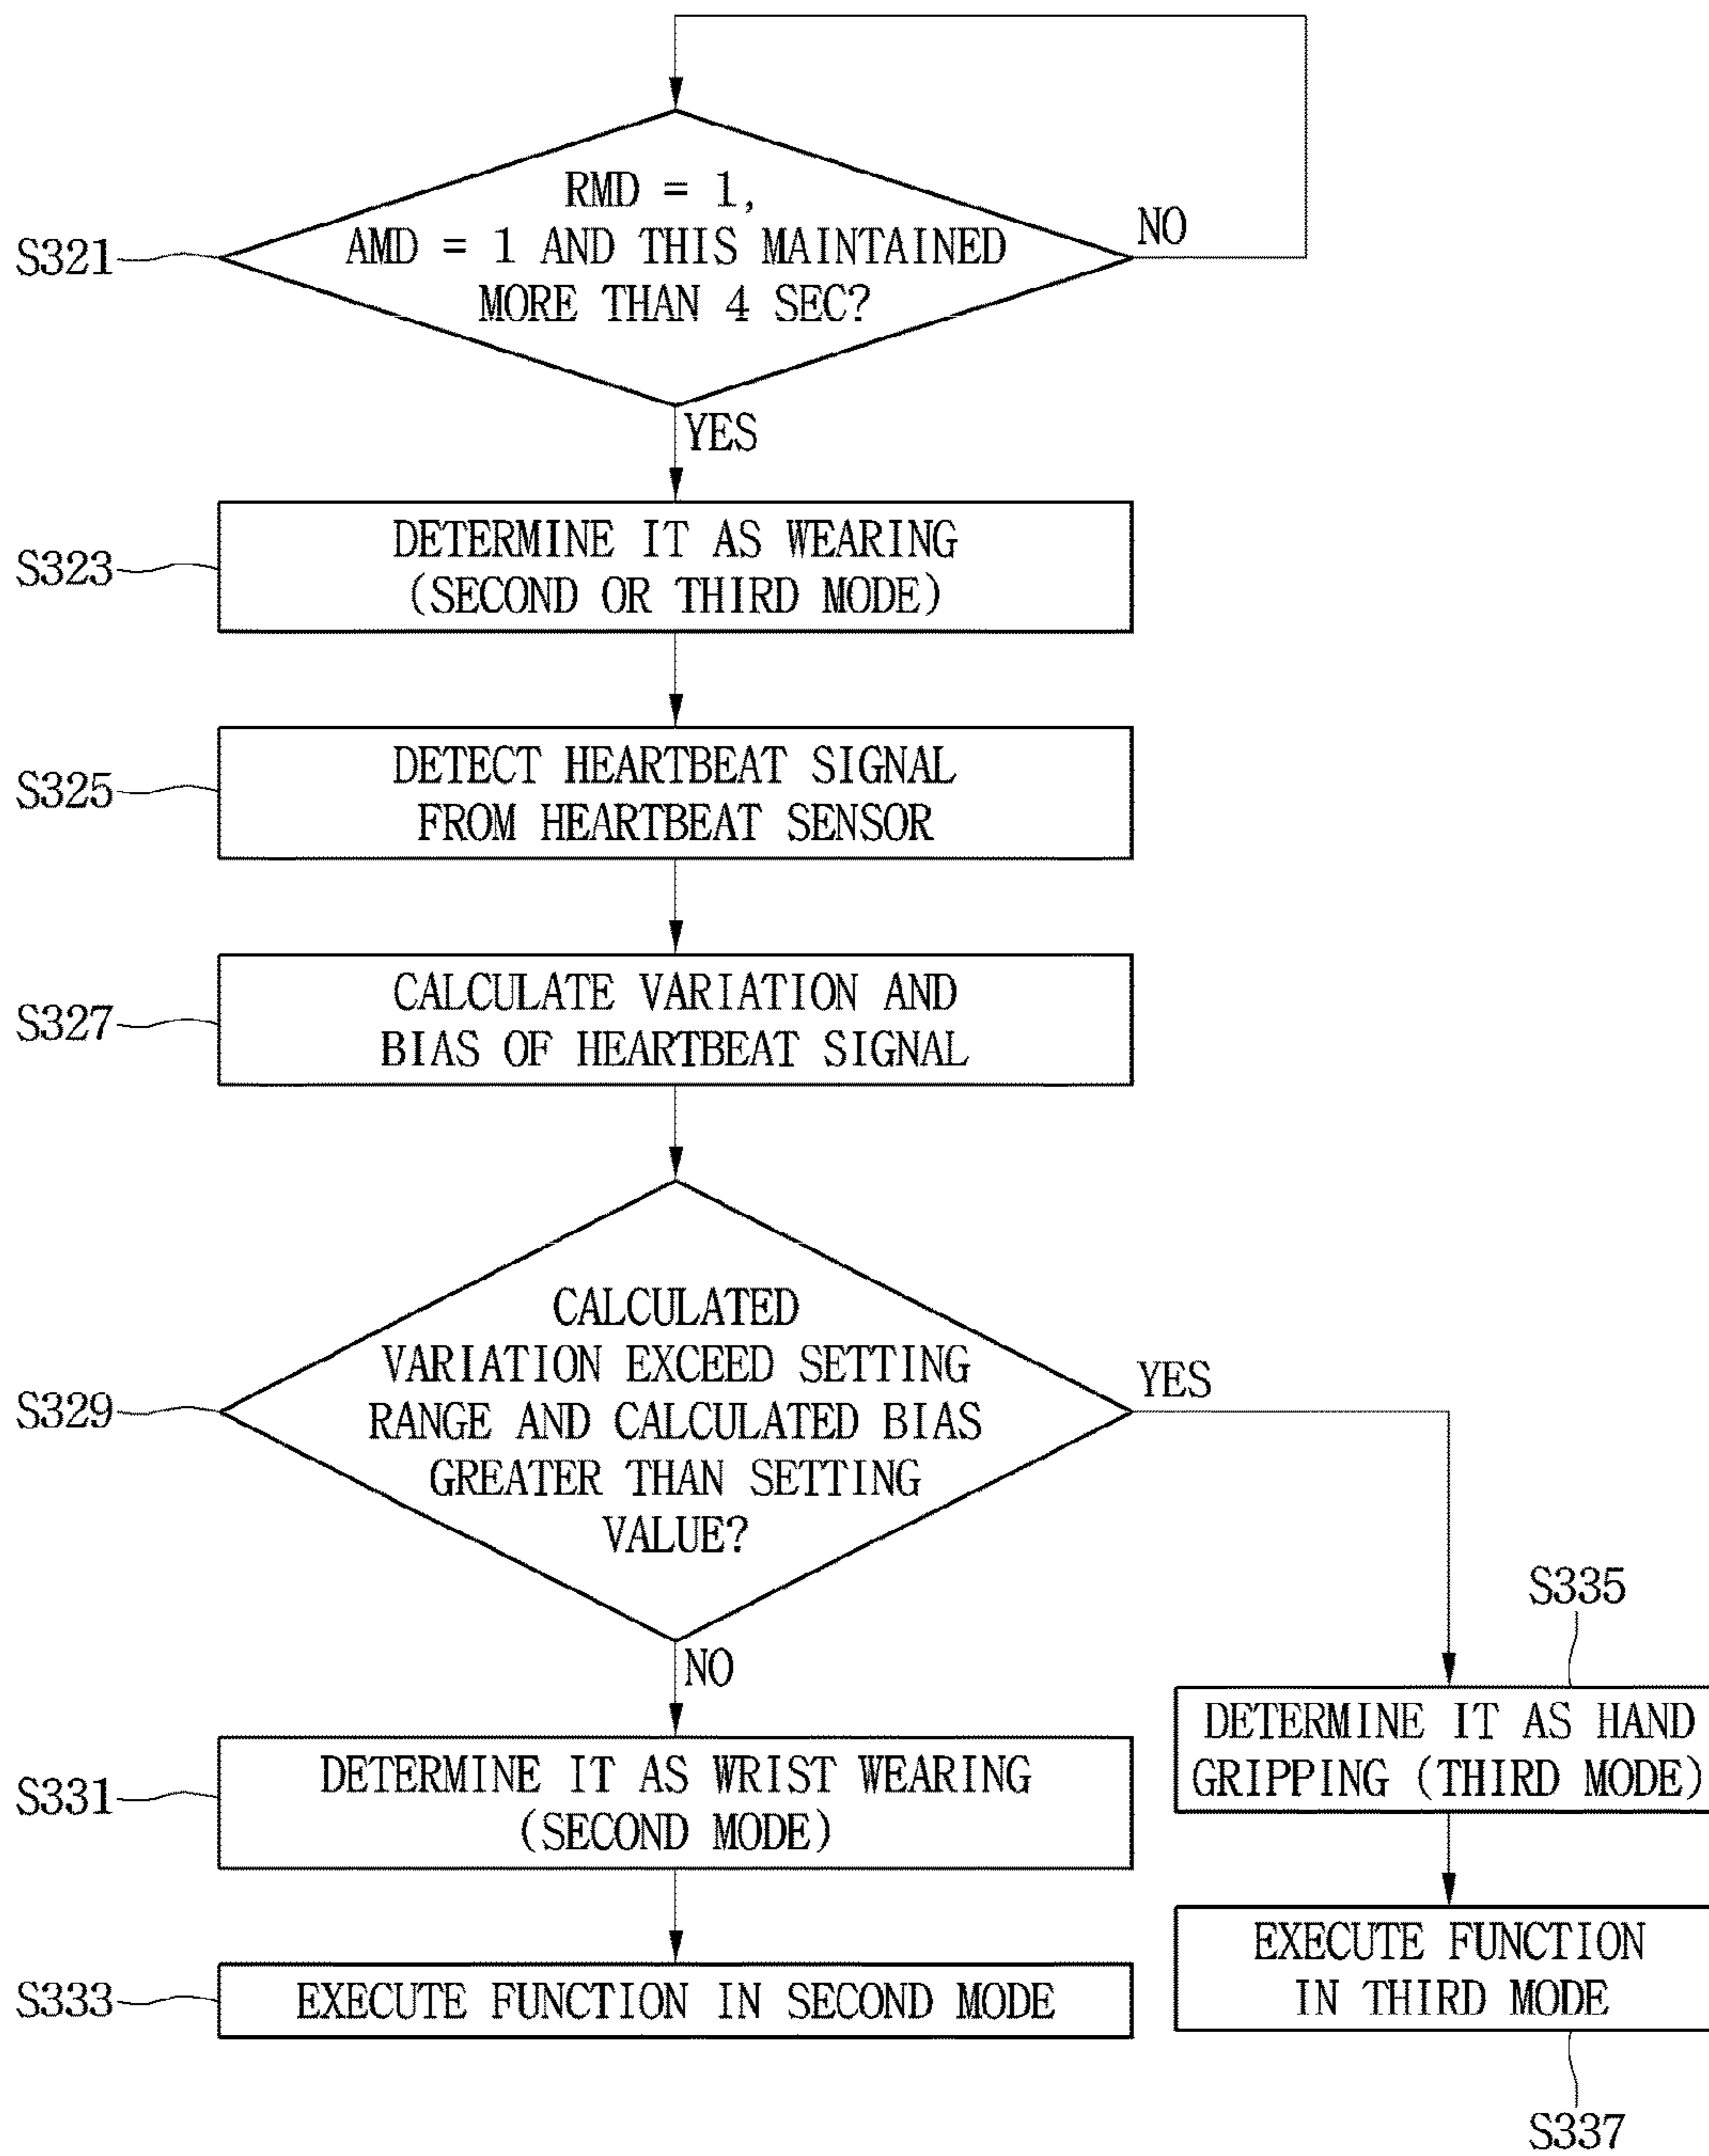 RMD = 1,
AMD = 1 AND THIS MAINTAINED
MORE THAN 4 SEC?
NO
S321
YES
DETERMINE IT AS WEARING
(SECOND OR THIRD MODE)
S323
DETECT HEARTBEAT SIGNAL
FROM HEARTBEAT SENSOR
S325
CALCULATE VARIATION AND
BIAS OF HEARTBEAT SIGNAL
S327
CALCULATED
VARIATION EXCEED SETTING
RANGE AND CALCULATED BIAS
GREATER THAN SETTING
VALUE?
YES
S329
NO
S335
DETERMINE IT AS HAND
GRIPPING (THIRD MODE)
DETERMINE IT AS WRIST WEARING
(SECOND MODE)
S331
EXECUTE FUNCTION
IN THIRD MODE
S333
EXECUTE FUNCTION IN SECOND MODE
S337